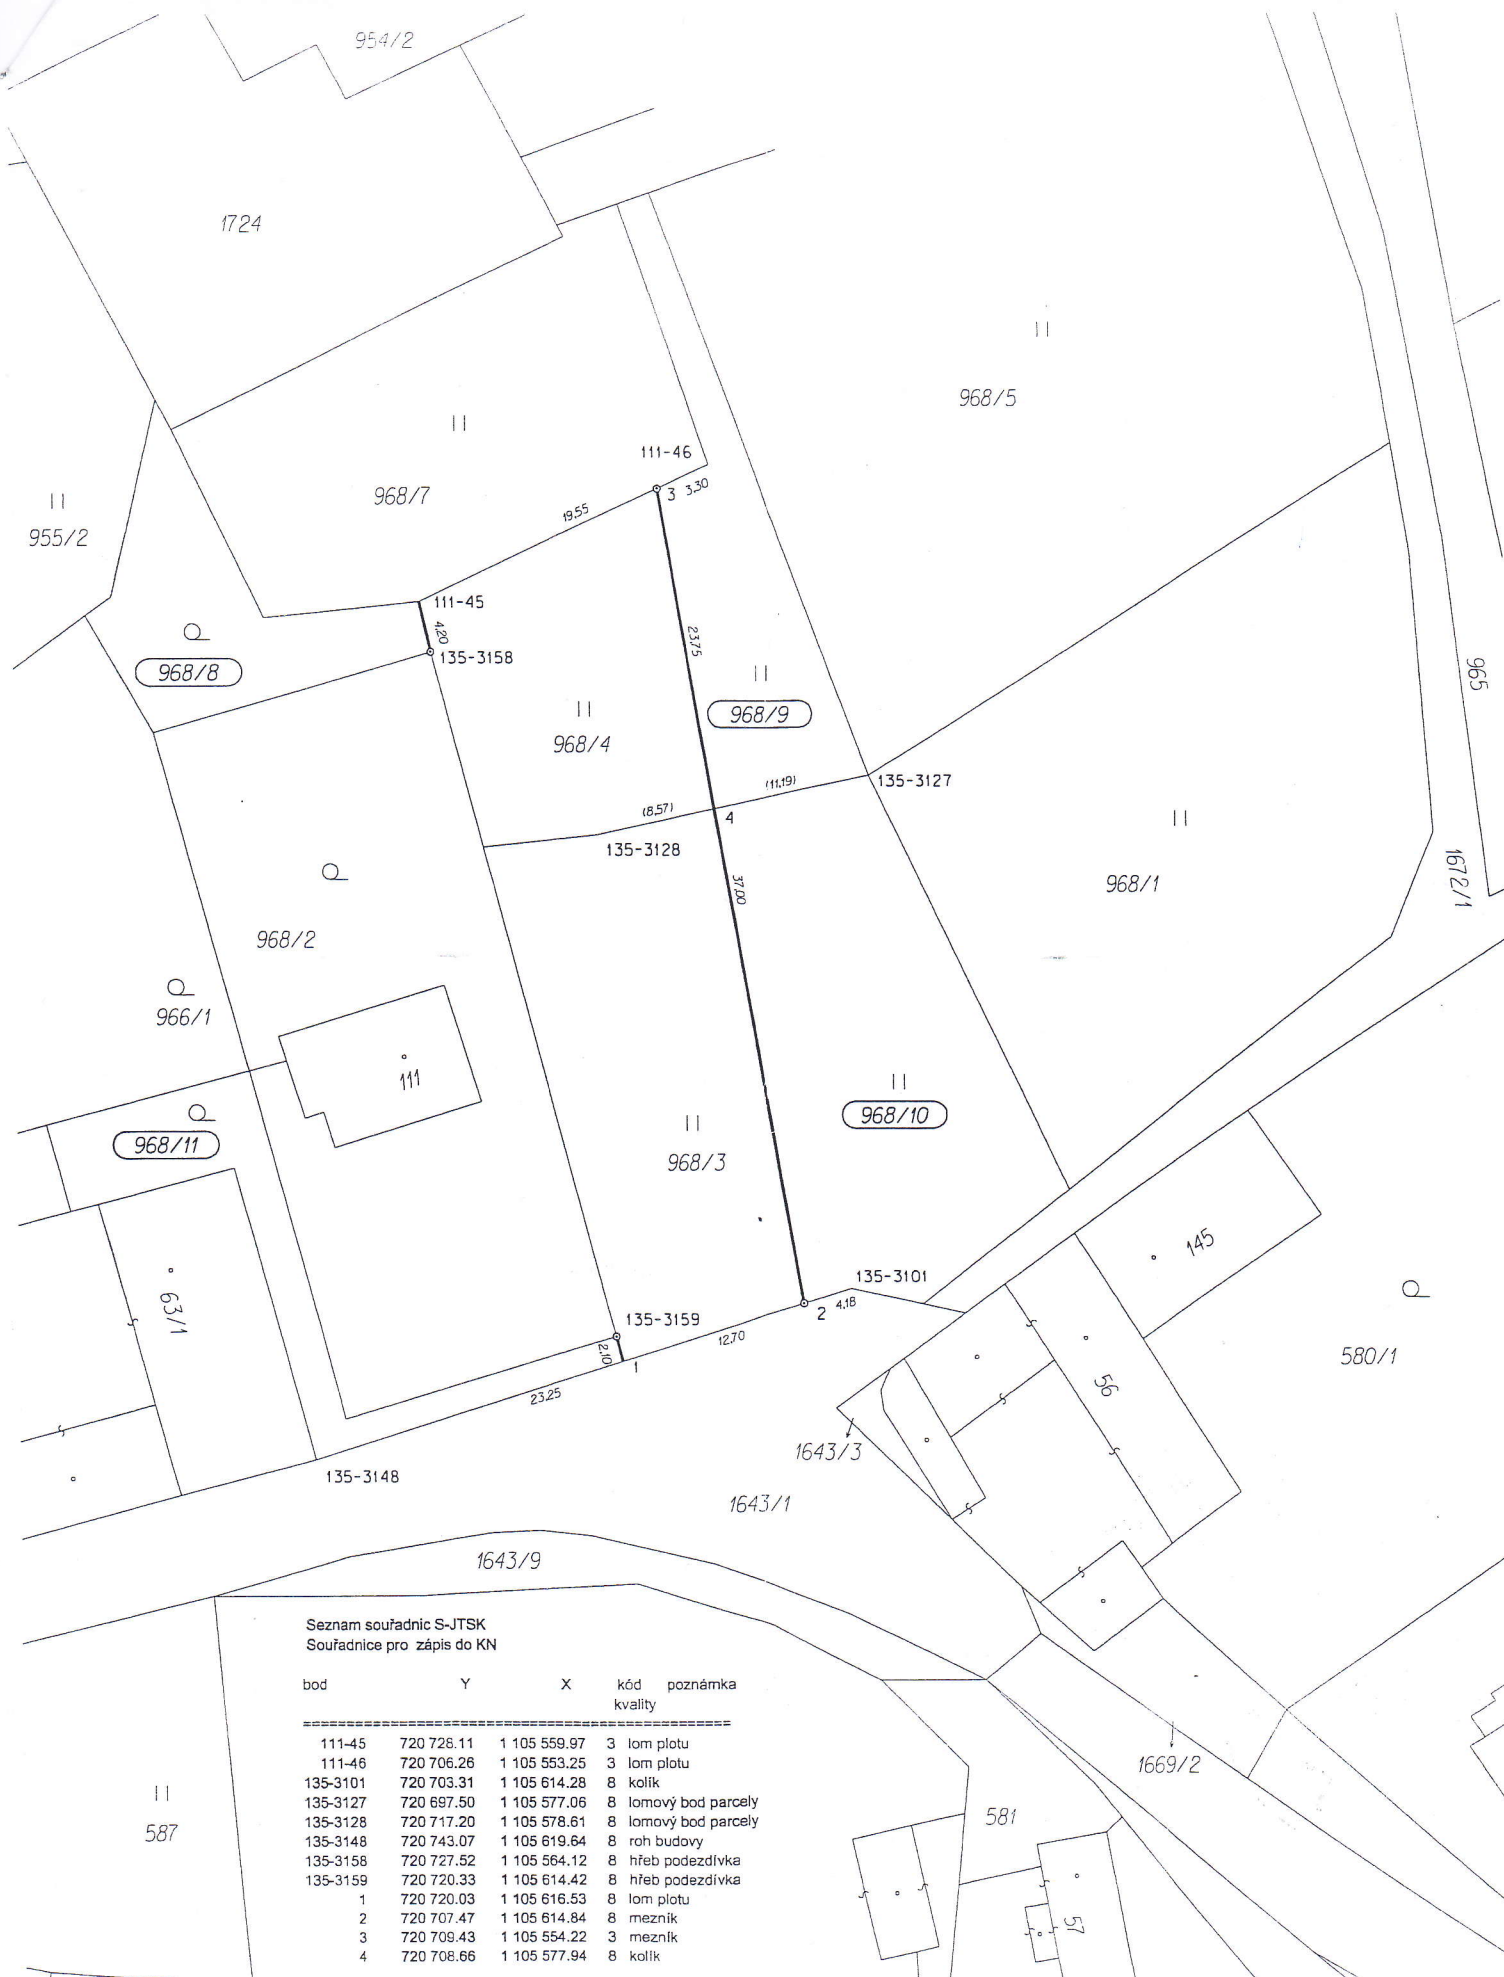 954/2
1724
II
968/5
II
111-46
3 3,30
968/7
II
955/2
19,55
111-45
4,20
135-3158
968/8
23,75
II
968/9
II
968/4
965
(11,19)
135-3127
(8,57)
4
135-3128
II
968/1
1672/1
37,00
968/2
966/1
111
II
968/10
968/11
II
968/3
145
63/1
135-3101
2 4,18
135-3159
12,70
2,10
1
23,25
580/1
56
1643/3
135-3148
1643/1
1643/9
Seznam souřadnic S-JTSK
Souřadnice pro zápis do KN
bod Y X kód poznámka
kvality
==================================================
111-45 720 728.11 1 105 559.97 3 lom plotu
111-46 720 706.26 1 105 553.25 3 lom plotu
135-3101 720 703.31 1 105 614.28 8 kolík
135-3127 720 697.50 1 105 577.06 8 lomový bod parcely
135-3128 720 717.20 1 105 578.61 8 lomový bod parcely
135-3148 720 743.07 1 105 619.64 8 roh budovy
135-3158 720 727.52 1 105 564.12 8 hřeb podezdívka
135-3159 720 720.33 1 105 614.42 8 hřeb podezdívka
1 720 720.03 1 105 616.53 8 lom plotu
2 720 707.47 1 105 614.84 8 mezník
3 720 709.43 1 105 554.22 3 mezník
4 720 708.66 1 105 577.94 8 kolík
1669/2
II
587
581
57